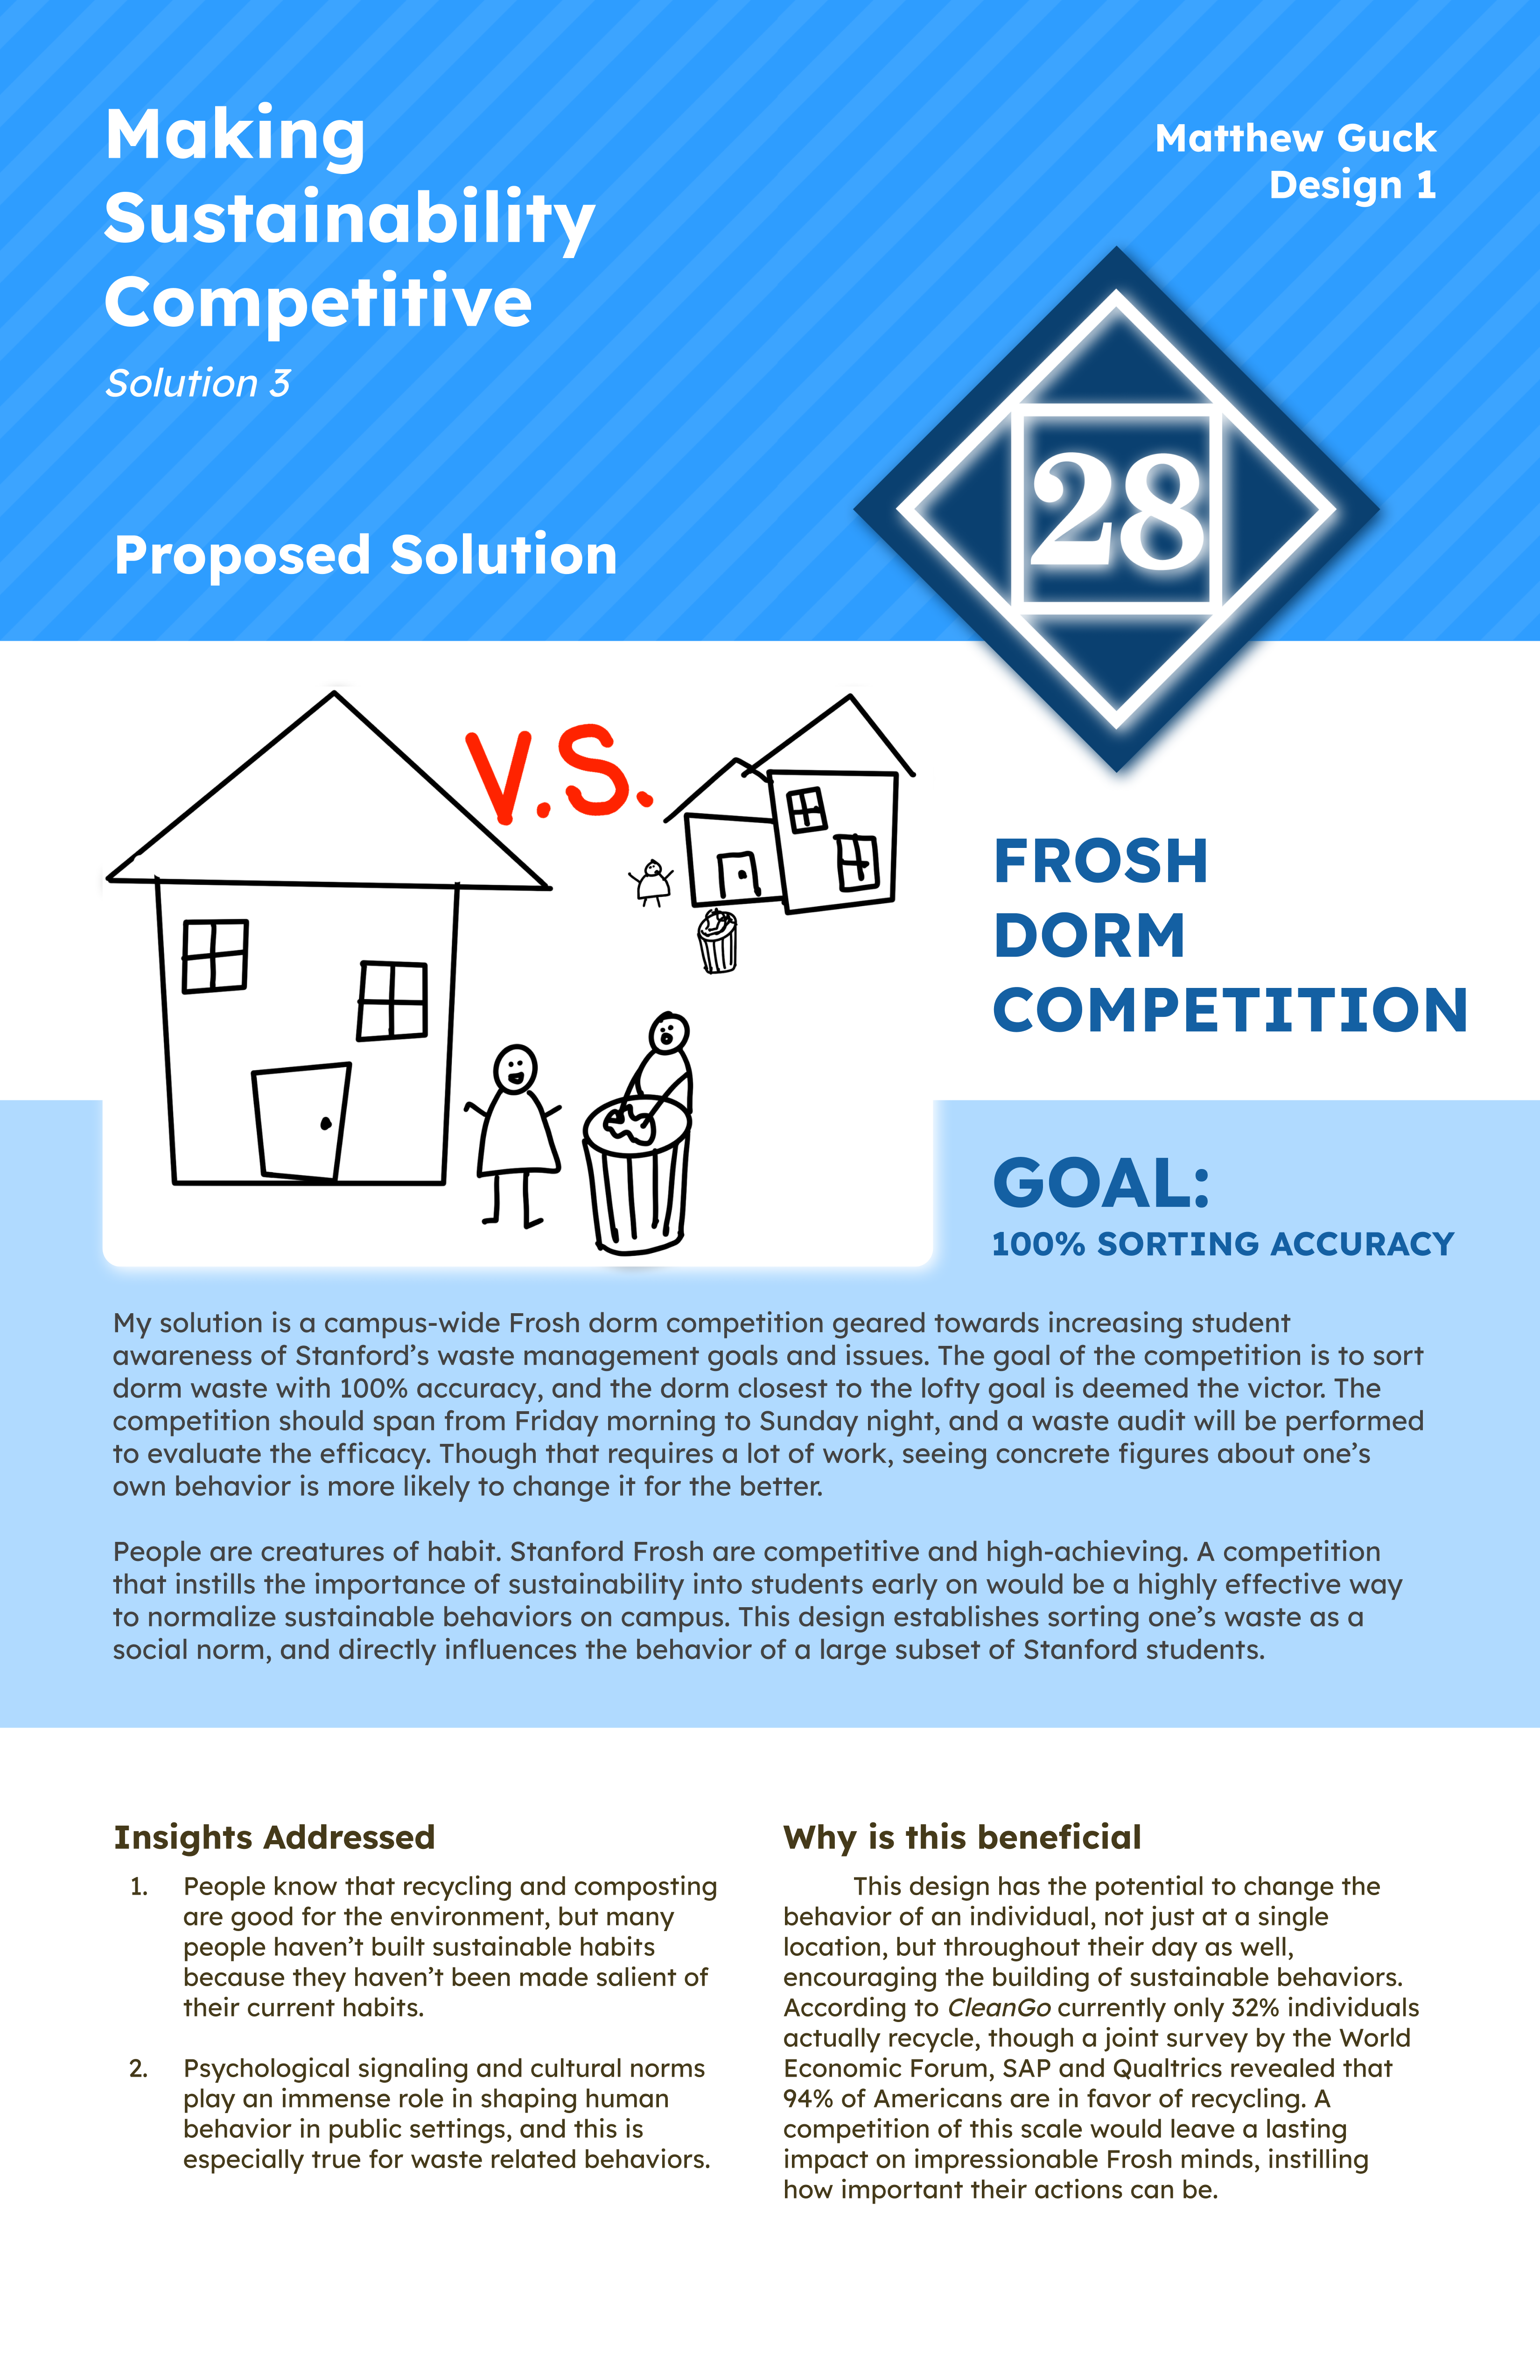 Making
Sustainability
Competitive
Solution 3
Matthew Guck
Design 1
28
Proposed Solution
V.S.
FROSH
DORM
COMPETITION
GOAL:
100% SORTING ACCURACY
My solution is a campus-wide Frosh dorm competition geared towards increasing student
awareness of Stanford’s waste management goals and issues. The goal of the competition is to sort
dorm waste with 100% accuracy, and the dorm closest to the lofty goal is deemed the victor. The
competition should span from Friday morning to Sunday night, and a waste audit will be performed
to evaluate the efficacy. Though that requires a lot of work, seeing concrete figures about one’s
own behavior is more likely to change it for the better.
People are creatures of habit. Stanford Frosh are competitive and high-achieving. A competition
that instills the importance of sustainability into students early on would be a highly effective way
to normalize sustainable behaviors on campus. This design establishes sorting one’s waste as a
social norm, and directly influences the behavior of a large subset of Stanford students.
Insights Addressed
1. People know that recycling and composting
are good for the environment, but many
people haven’t built sustainable habits
because they haven’t been made salient of
their current habits.
2. Psychological signaling and cultural norms
play an immense role in shaping human
behavior in public settings, and this is
especially true for waste related behaviors.
Why is this beneficial
This design has the potential to change the
behavior of an individual, not just at a single
location, but throughout their day as well,
encouraging the building of sustainable behaviors.
According to CleanGo currently only 32% individuals
actually recycle, though a joint survey by the World
Economic Forum, SAP and Qualtrics revealed that
94% of Americans are in favor of recycling. A
competition of this scale would leave a lasting
impact on impressionable Frosh minds, instilling
how important their actions can be.